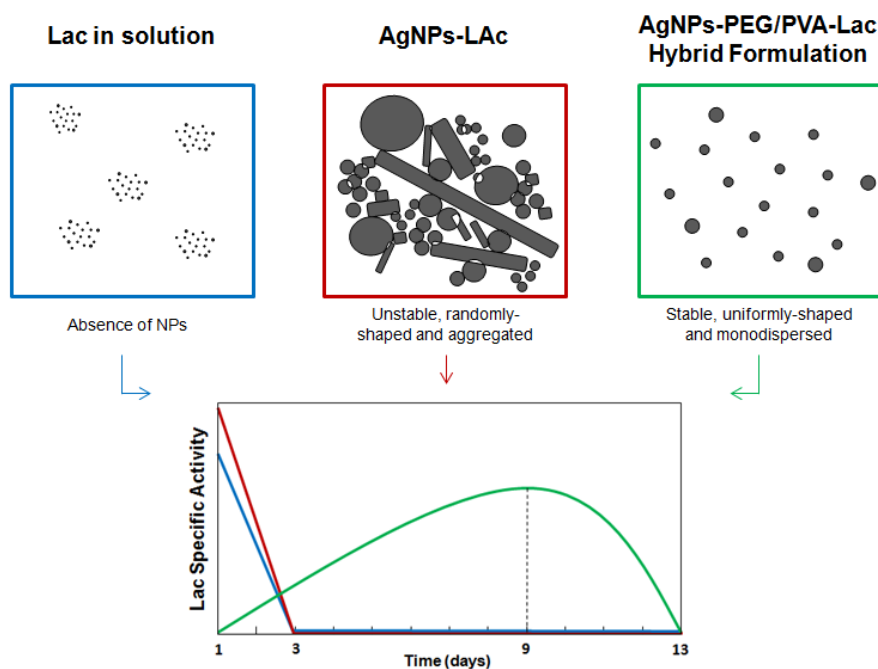 Lac in solution
AgNPs-LAc
AgNPs-PEG/PVA-Lac
Hybrid Formulation
Absence of NPs
Unstable, randomly-
shaped and aggregated
Stable, uniformly-shaped
and monodispersed
Lac Specific Activity
1
3
9
13
Time (days)